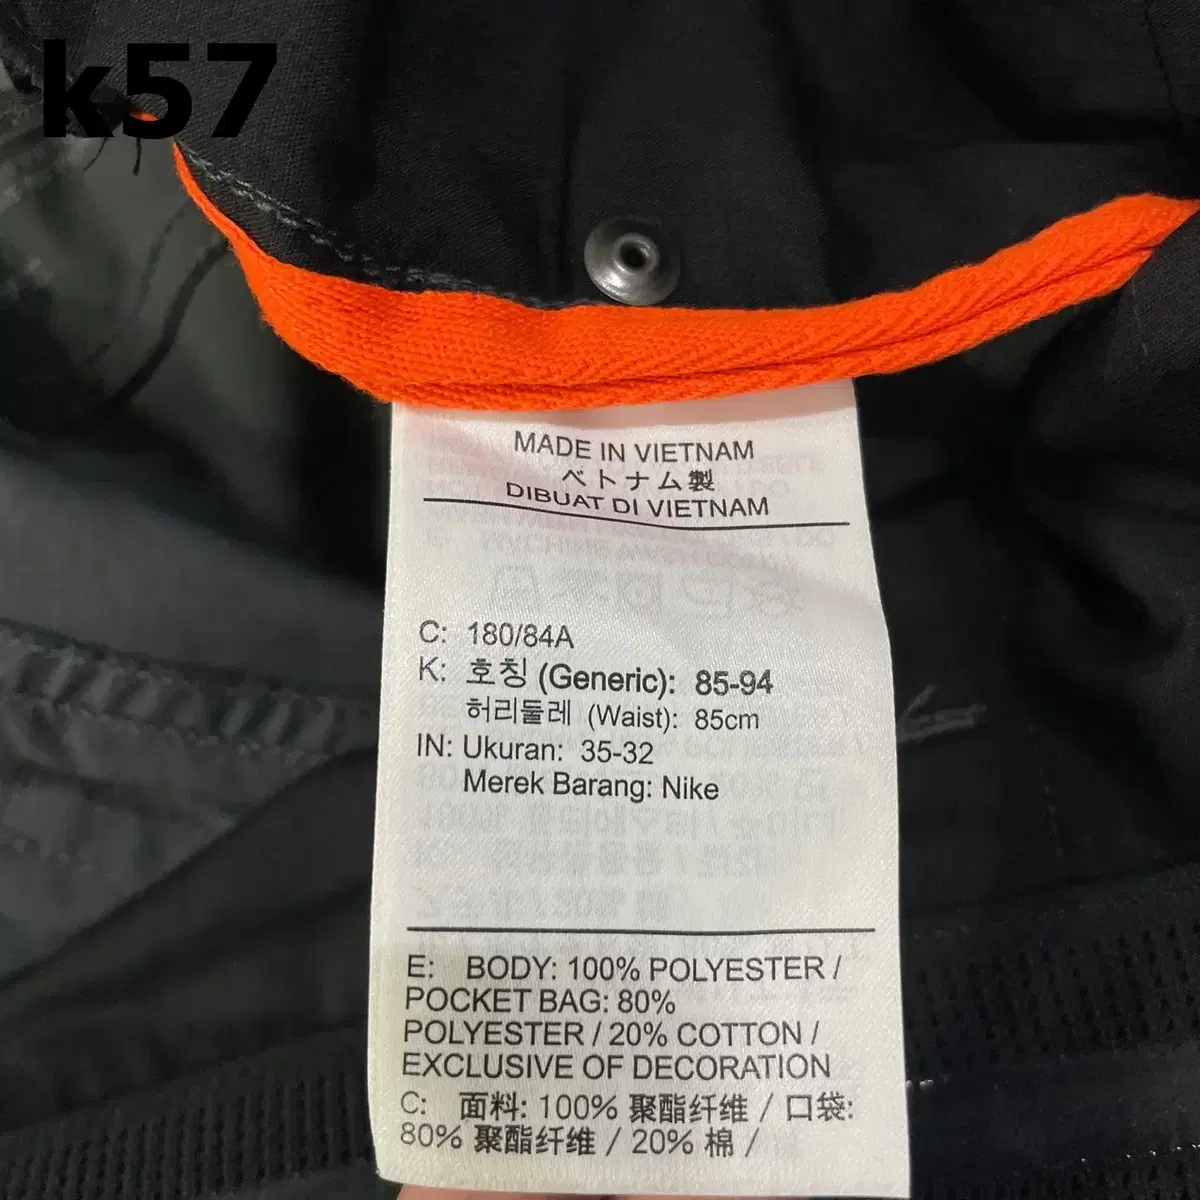 k57
MADE IN VIETNAM
ベトナム製
DIBUAT DI VIETNAM
C: 180/84A
K: 호칭 (Generic): 85-94
허리둘레 (Waist): 85cm
IN: Ukuran: 35-32
Merek Barang: Nike
E: BODY: 100% POLYESTER /
POCKET BAG: 80%
POLYESTER / 20% COTTON /
EXCLUSIVE OF DECORATION
C: 面料: 100% 聚酯纤维 / 口袋:
80% 聚酯纤维 / 20% 棉 /